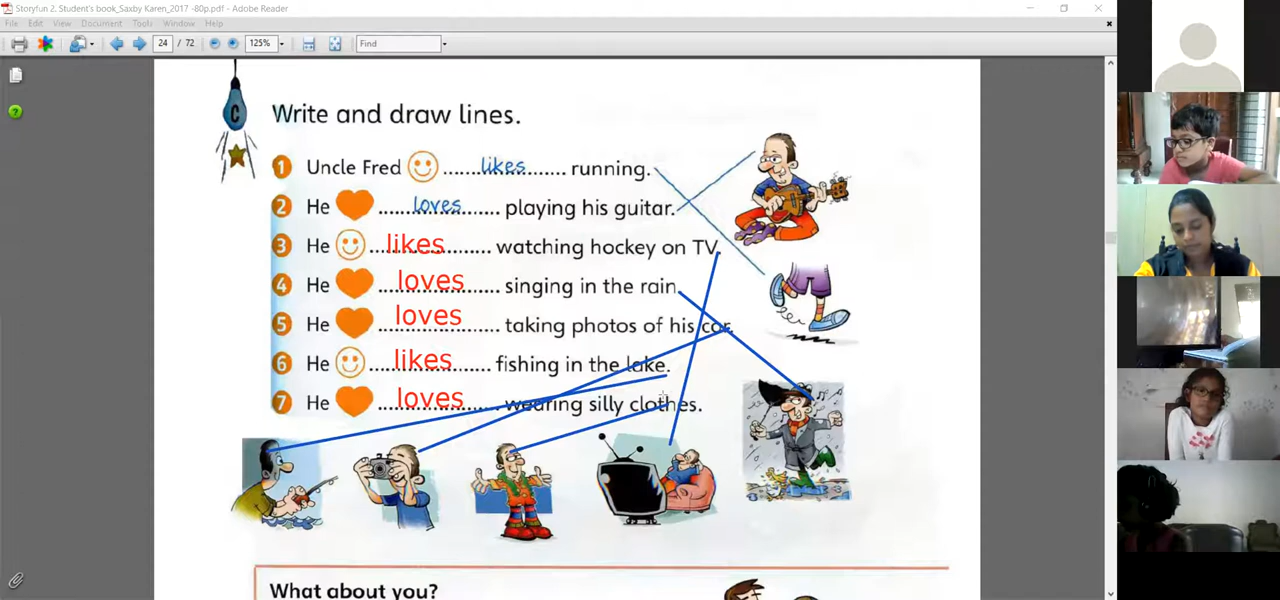 Storyfun 2. Student's book_Saxby Karen_2017 -80p.pdf - Adobe Reader
File Edit View Document Tools Window Help
24 / 72 125% Find
C
Write and draw lines.
1 Uncle Fred ......likes...... running.
2 He ......loves...... playing his guitar.
3 He ......likes...... watching hockey on TV.
4 He ......loves...... singing in the rain.
5 He ......loves...... taking photos of his car.
6 He ......likes...... fishing in the lake.
7 He ......loves...... wearing silly clothes.
What about you?